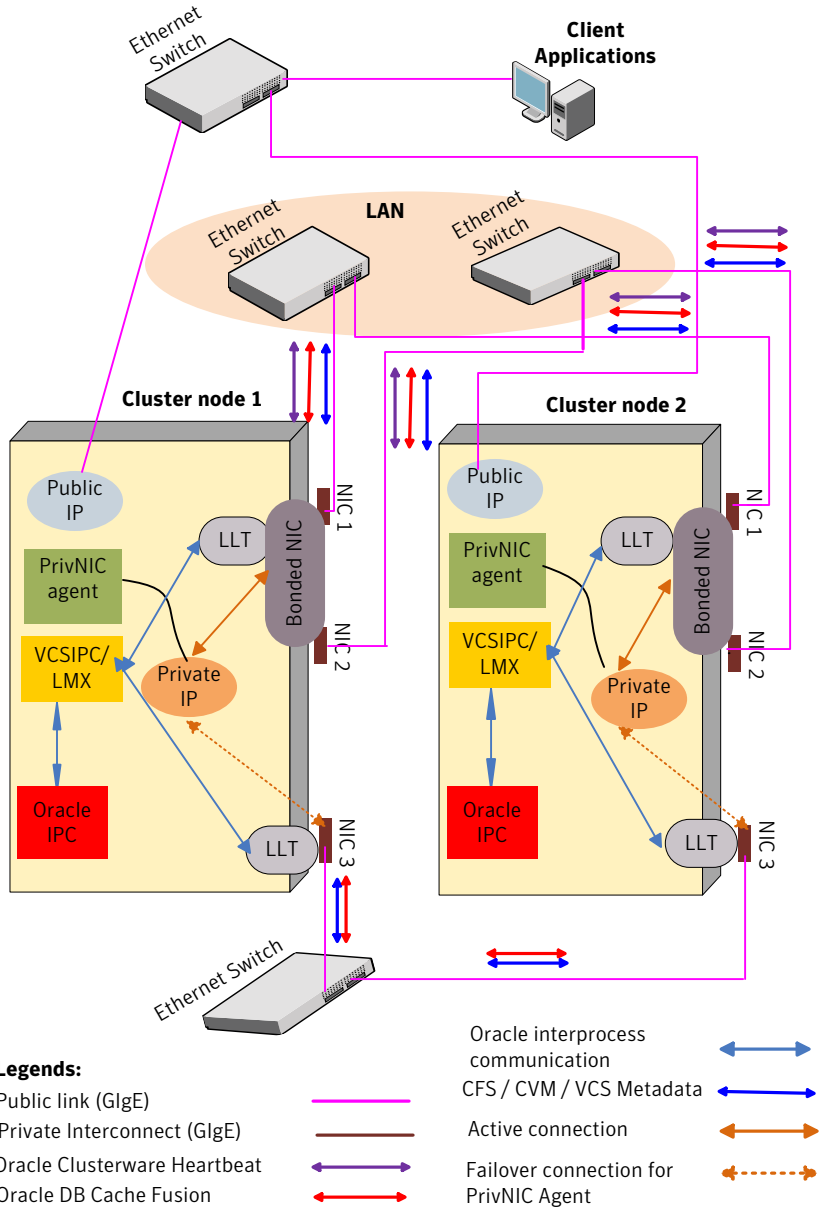 Ethernet
Switch
Client
Applications
LAN
Ethernet
Switch
Ethernet
Switch
Cluster node 1
Cluster node 2
Public
IP
NIC 1
LLT
Bonded NIC
PrivNIC
agent
NIC 2
VCSIPC/
LMX
Private
IP
Oracle
IPC
LLT
NIC 3
Public
IP
NIC 1
LLT
Bonded NIC
PrivNIC
agent
NIC 2
VCSIPC/
LMX
Private
IP
Oracle
IPC
LLT
NIC 3
Ethernet Switch
Legends:
Public link (GIgE)
Private Interconnect (GIgE)
Oracle Clusterware Heartbeat
Oracle DB Cache Fusion
Oracle interprocess
communication
CFS / CVM / VCS Metadata
Active connection
Failover connection for
PrivNIC Agent